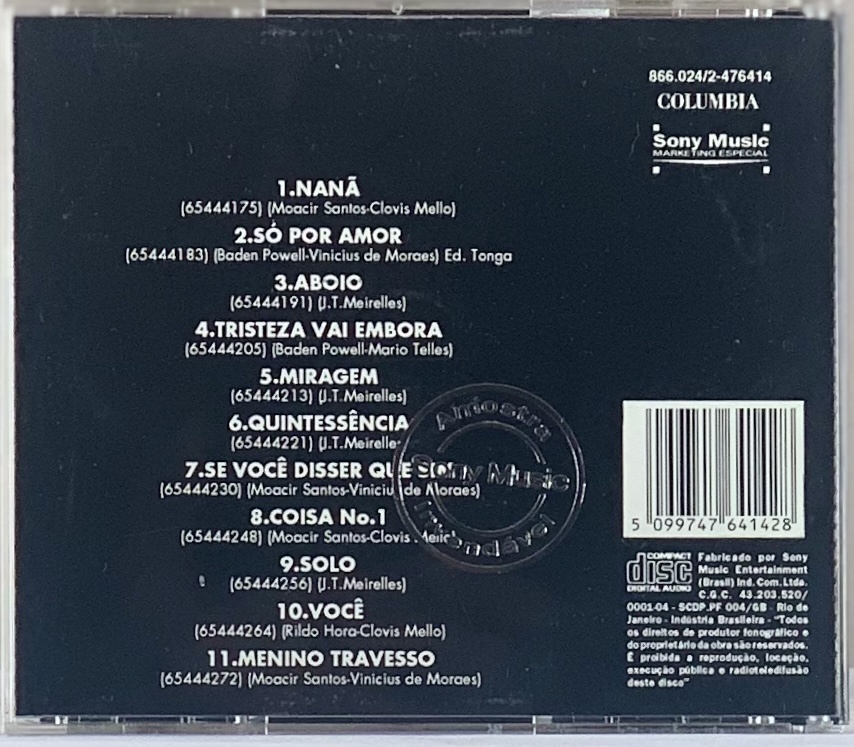 866.024/2-476414
COLUMBIA
Sony Music
MARKETING ESPECIAL
1.NANÃ
(65444175) (Moacir Santos-Clovis Mello)
2.SÓ POR AMOR
(65444183) (Baden Powell-Vinicius de Moraes) Ed. Tonga
3.ABOIO
(65444191) (J.T.Meirelles)
4.TRISTEZA VAI EMBORA
(65444205) (Baden Powell-Mario Telles)
5.MIRAGEM
(65444213) (J.T.Meirelles)
6.QUINTESSÊNCIA
(65444221) (J.T.Meirelles
7.SE VOCÊ DISSER QUE SIM
(65444230) (Moacir Santos-Vinicius de Moraes)
8.COISA No.1
(65444248) (Moacir Santos-Clovis Mello
9.SOLO
(65444256) (J.T.Meirelles)
10.VOCÊ
(65444264) (Rildo Hora-Clovis Mello)
11.MENINO TRAVESSO
(65444272) (Moacir Santos-Vinicius de Moraes)
Amostra
Sony Music
Invendável
5 099747 641428
COMPACT
disc
DIGITAL AUDIO
Fabricado por Sony
Music Entertainment
(Brasil) Ind. Com. Ltda.
C.G.C. 43.203.520/
0001-04 - SCDP.PF 004/GB - Rio de
Janeiro - Indústria Brasileira - "Todos
os direitos de produtor fonográfico e
do proprietário da obra são reservados.
É proibida a reprodução, locação,
execução pública e radioteledifusão
deste disco"